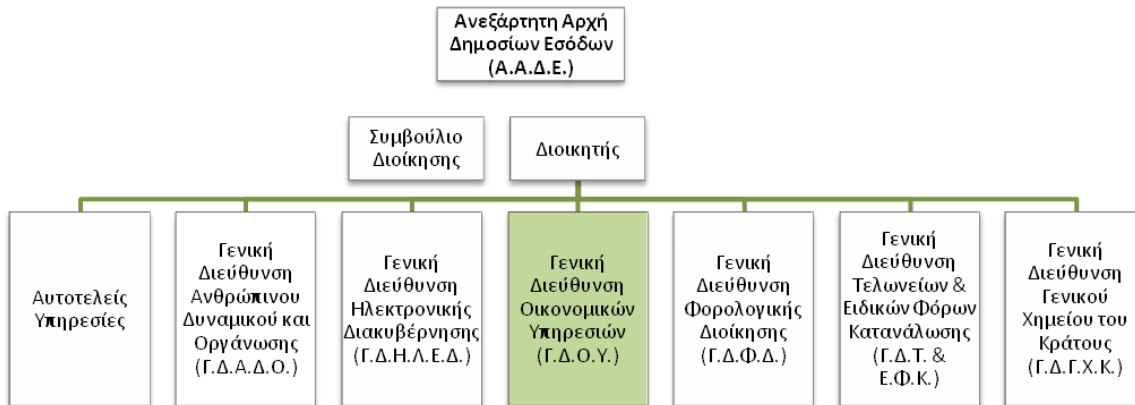 Ανεξάρτητη Αρχή
Δημοσίων Εσόδων
(Α.Α.Δ.Ε.)
Συμβούλιο
Διοίκησης
Διοικητής
Αυτοτελείς
Υπηρεσίες
Γενική
Διεύθυνση
Ανθρώπινου
Δυναμικού και
Οργάνωσης
(Γ.Δ.Α.Δ.Ο.)
Γενική
Διεύθυνση
Ηλεκτρονικής
Διακυβέρνησης
(Γ.Δ.Η.Λ.Ε.Δ.)
Γενική
Διεύθυνση
Οικονομικών
Υπηρεσιών
(Γ.Δ.Ο.Υ.)
Γενική
Διεύθυνση
Φορολογικής
Διοίκησης
(Γ.Δ.Φ.Δ.)
Γενική
Διεύθυνση
Τελωνείων &
Ειδικών Φόρων
Κατανάλωσης
(Γ.Δ.Τ. &
Ε.Φ.Κ.)
Γενική
Διεύθυνση
Γενικού
Χημείου του
Κράτους
(Γ.Δ.Γ.Χ.Κ.)